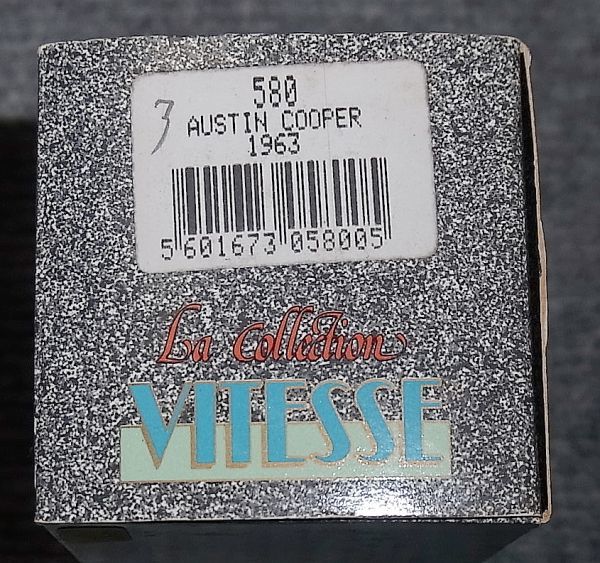 580
3
AUSTIN COOPER
1963
5 601673 058005
La Collection
VITESSE